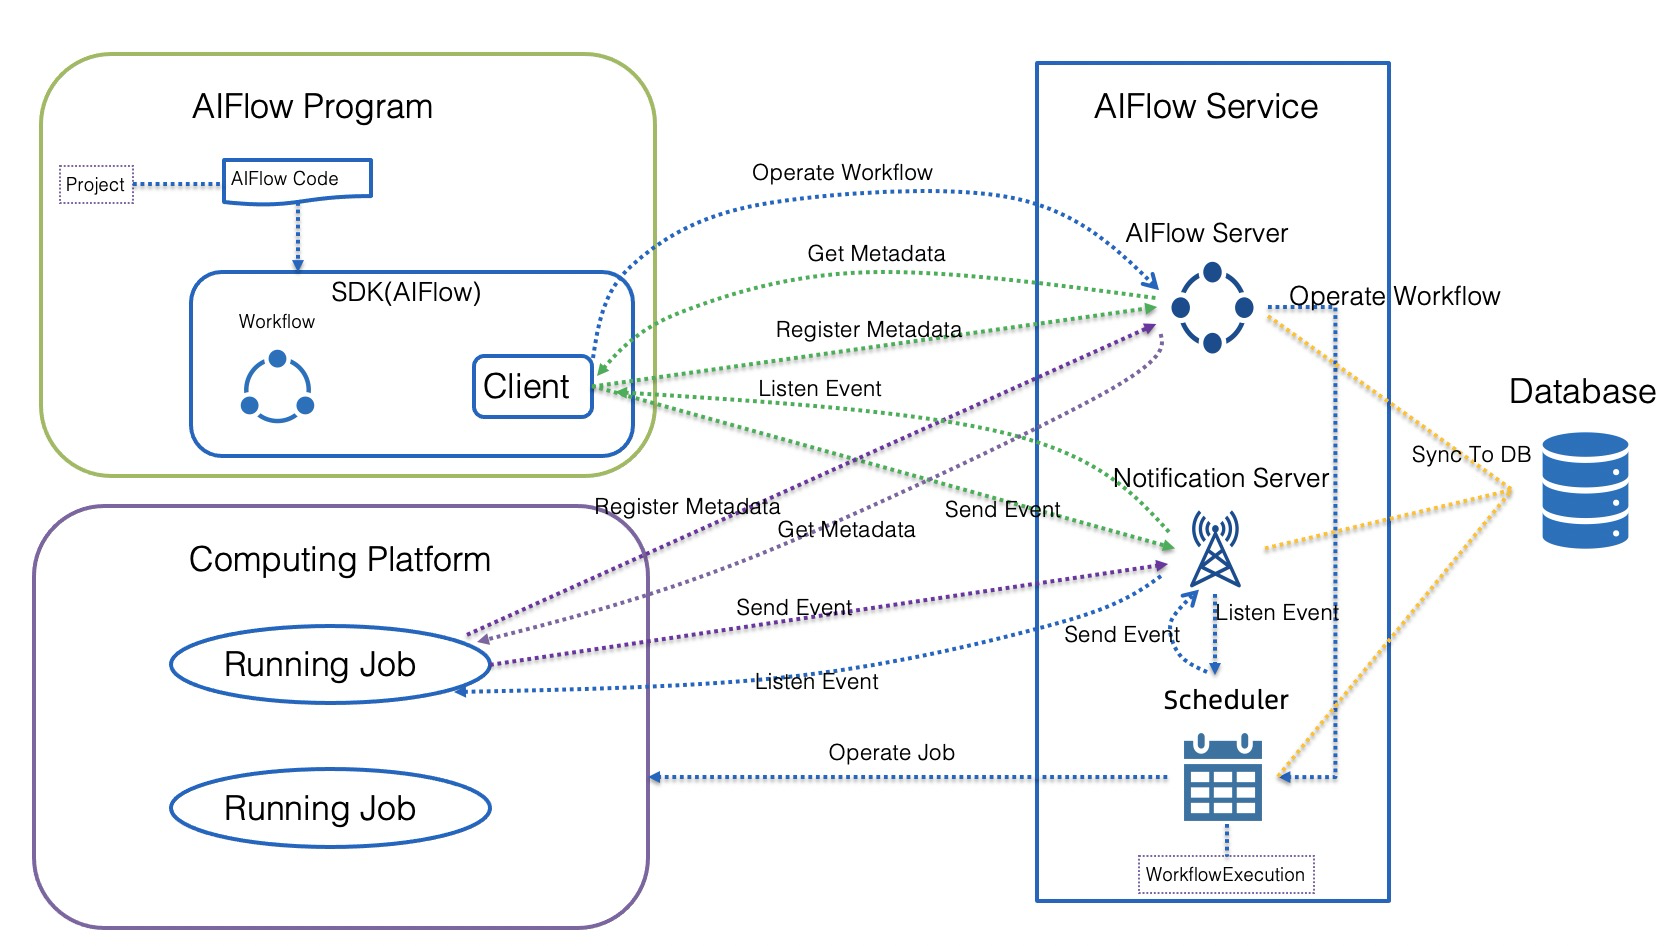 AIFlow Program
AIFlow Service
Project
AIFlow Code
Operate Workflow
AIFlow Server
Get Metadata
SDK(AIFlow)
Operate Workflow
Workflow
Register Metadata
Client
Listen Event
Database
Sync To DB
Notification Server
Register Metadata
Send Event
Get Metadata
Computing Platform
Send Event
Listen Event
Send Event
Running Job
Listen Event
Scheduler
Operate Job
Running Job
WorkflowExecution